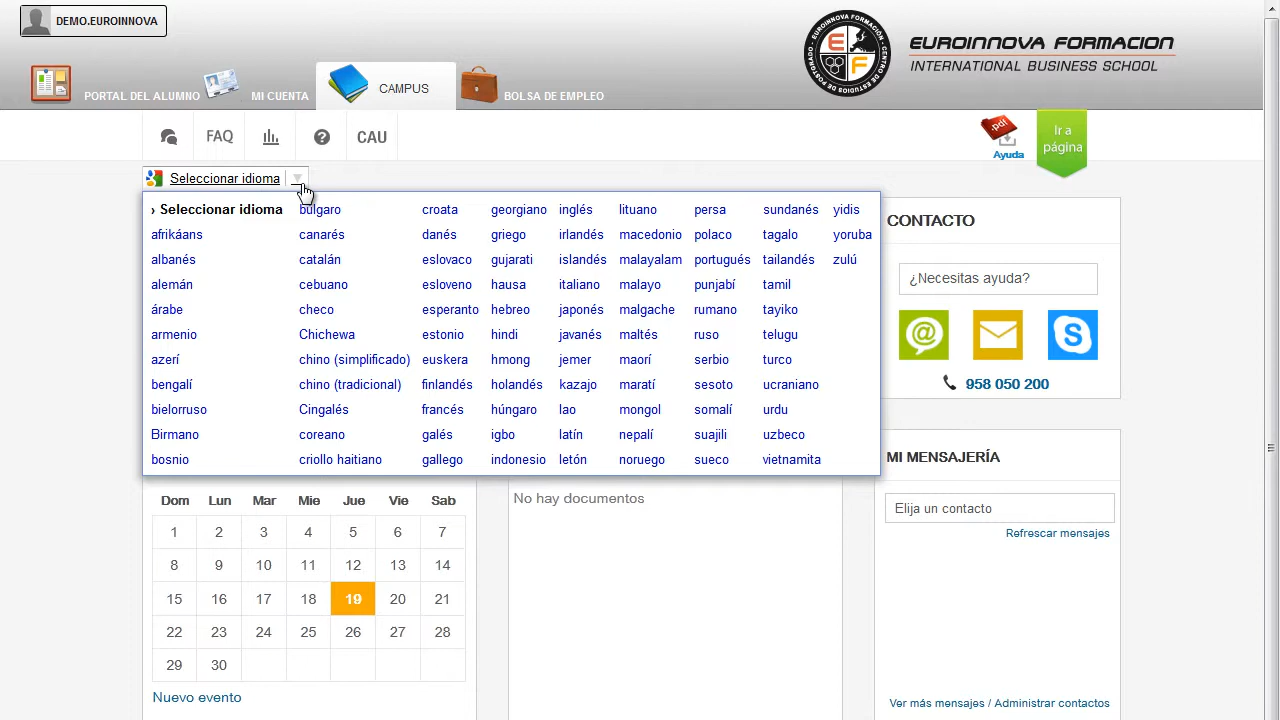 DEMO.EUROINNOVA
EUROINNOVA FORMACION
INTERNATIONAL BUSINESS SCHOOL
EUROINNOVA FORMACIÓN · CENTRO DE ESTUDIOS DE POSTGRADO
E F
PORTAL DEL ALUMNO MI CUENTA CAMPUS BOLSA DE EMPLEO
FAQ ? CAU
.pdf
Ayuda
Ir a
página
Seleccionar idioma
› Seleccionar idioma búlgaro croata georgiano inglés lituano persa sundanés yidis
afrikáans canarés danés griego irlandés macedonio polaco tagalo yoruba
albanés catalán eslovaco gujarati islandés malayalam portugués tailandés zulú
alemán cebuano esloveno hausa italiano malayo punjabí tamil
árabe checo esperanto hebreo japonés malgache rumano tayiko
armenio Chichewa estonio hindi javanés maltés ruso telugu
azerí chino (simplificado) euskera hmong jemer maorí serbio turco
bengalí chino (tradicional) finlandés holandés kazajo maratí sesoto ucraniano
bielorruso Cingalés francés húngaro lao mongol somalí urdu
Birmano coreano galés igbo latín nepalí suajili uzbeco
bosnio criollo haitiano gallego indonesio letón noruego sueco vietnamita
CONTACTO
¿Necesitas ayuda?
958 050 200
MI MENSAJERÍA
Elija un contacto
Refrescar mensajes
Ver más mensajes / Administrar contactos
No hay documentos
Dom Lun Mar Mie Jue Vie Sab
1 2 3 4 5 6 7
8 9 10 11 12 13 14
15 16 17 18 19 20 21
22 23 24 25 26 27 28
29 30
Nuevo evento